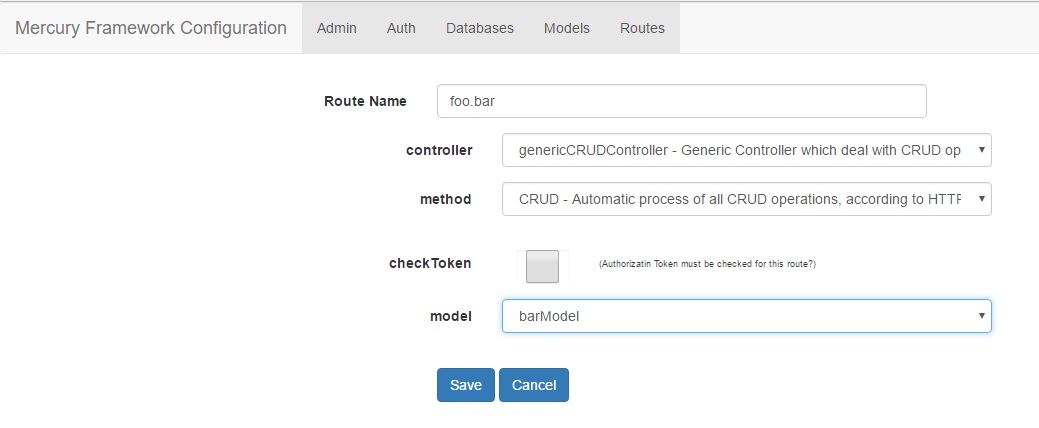 Mercury Framework Configuration Admin Auth Databases Models Routes
Route Name foo.bar
controller genericCRUDController - Generic Controller which deal with CRUD op
method CRUD - Automatic process of all CRUD operations, according to HTTP
checkToken (Authorizatin Token must be checked for this route?)
model barModel
Save Cancel